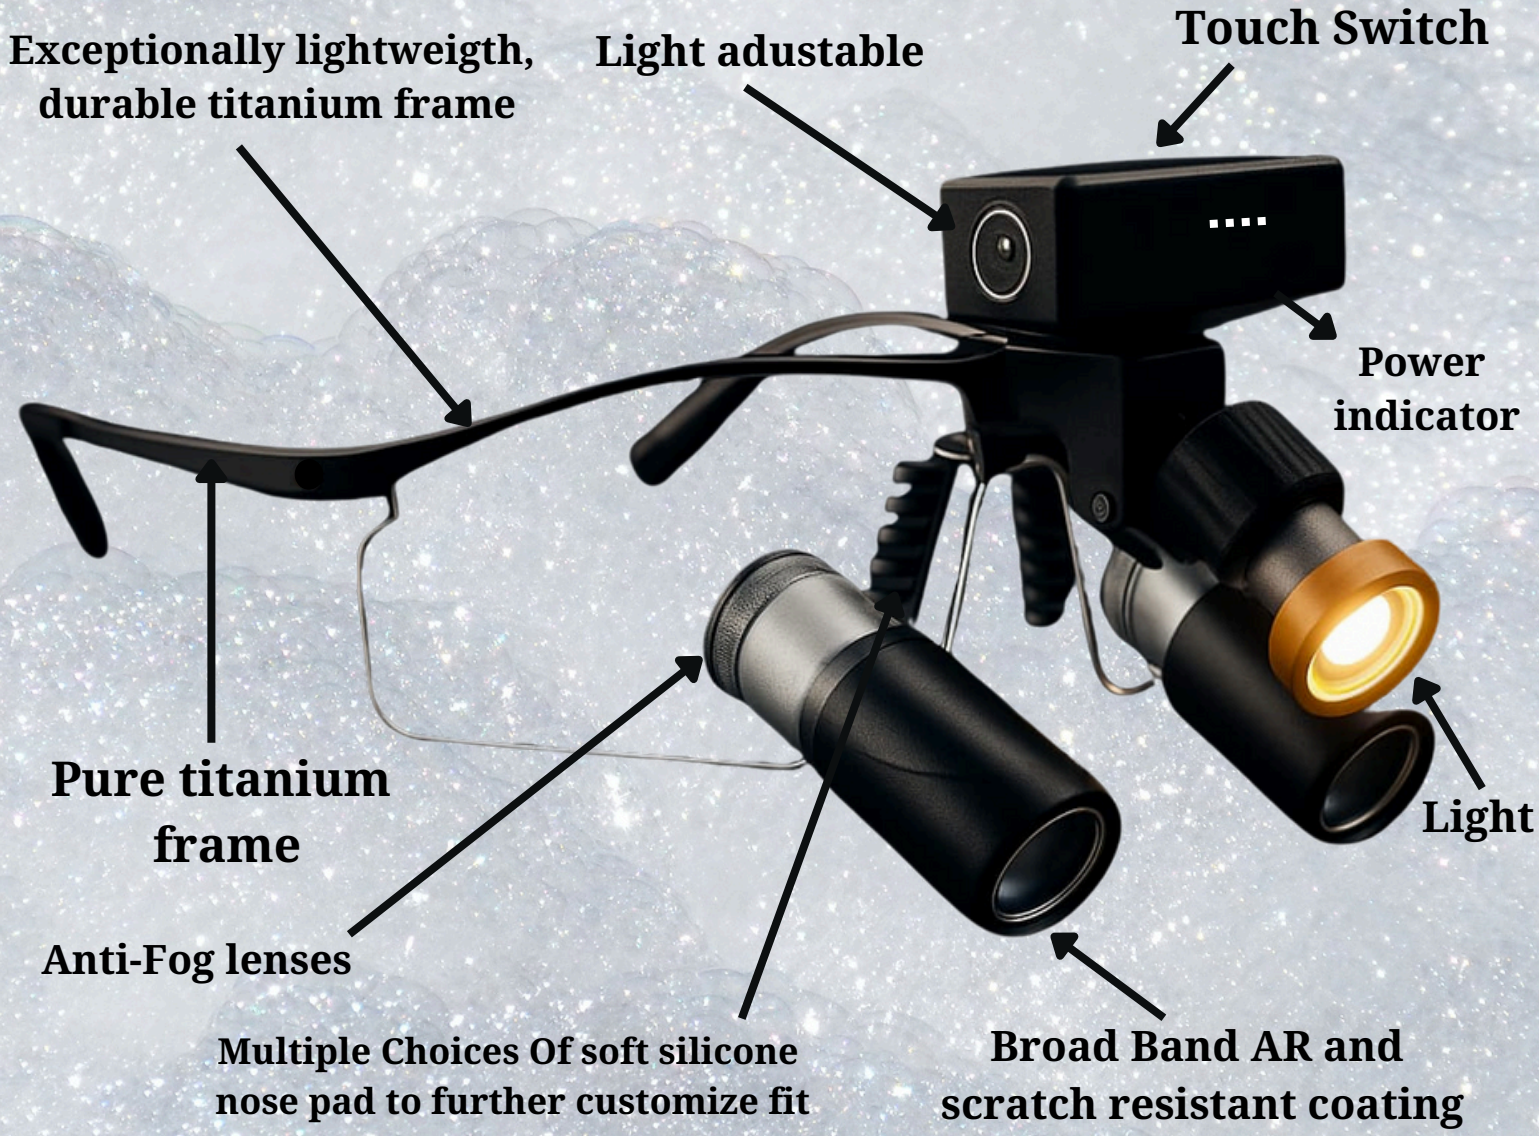 Exceptionally lightweigth,
durable titanium frame
Light adustable
Touch Switch
Power
indicator
Pure titanium
frame
Light
Anti-Fog lenses
Multiple Choices Of soft silicone
nose pad to further customize fit
Broad Band AR and
scratch resistant coating